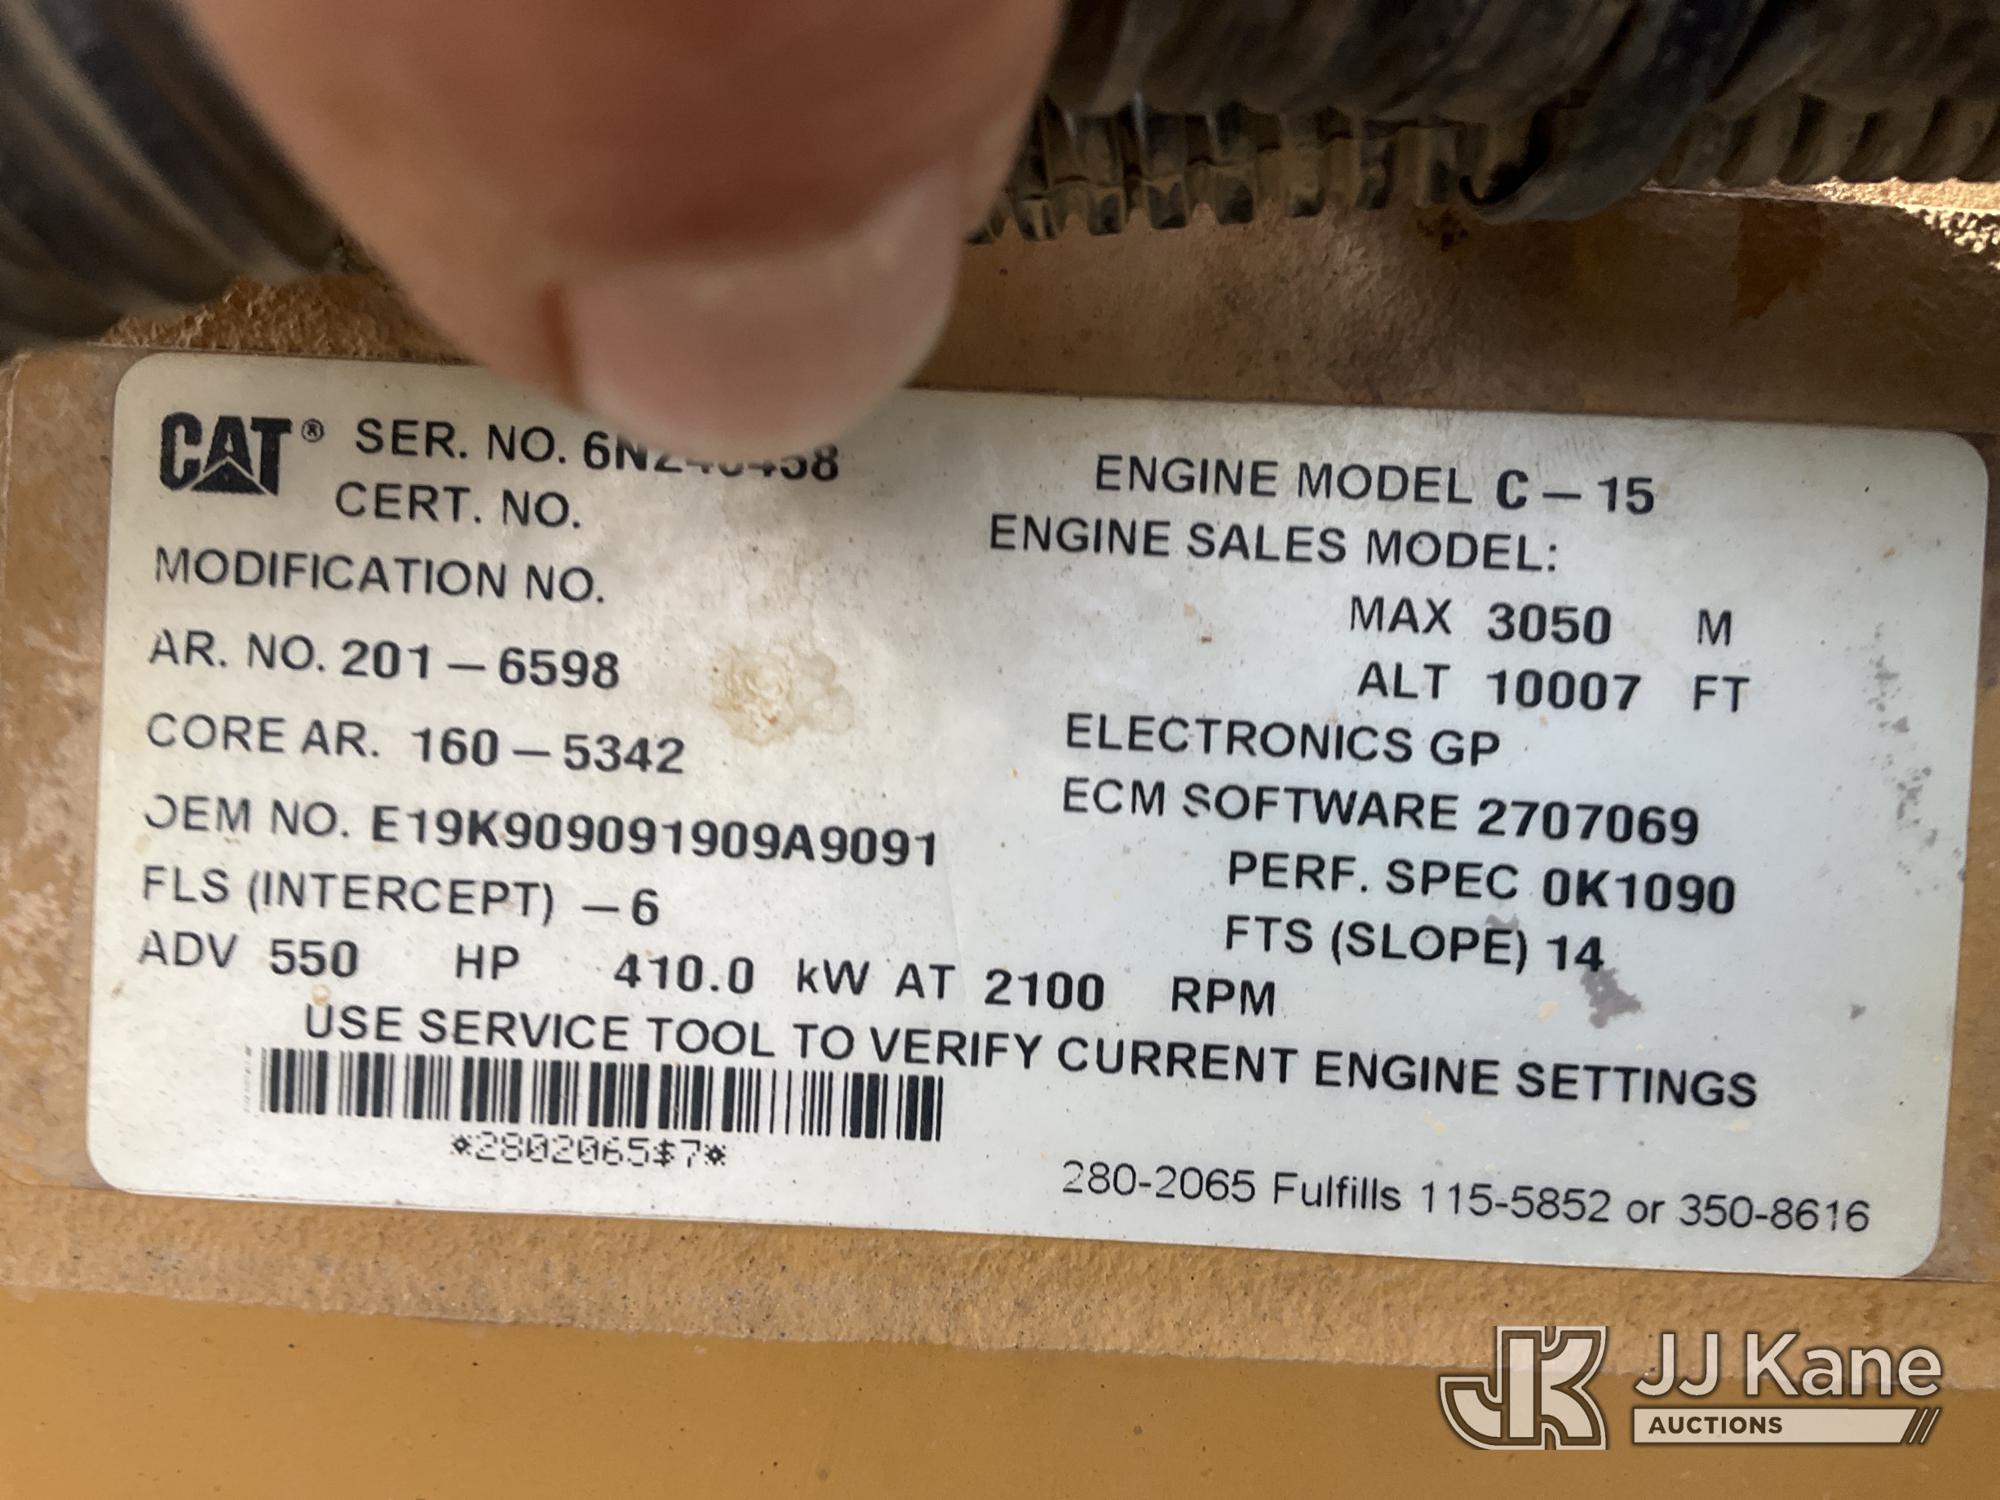 CAT® SER. NO.
CERT. NO.
MODIFICATION NO.
AR. NO. 201-6598
CORE AR. 160-5342
OEM NO. E19K909091909A9091
FLS (INTERCEPT) -6
ADV 550 HP 410.0 kW AT 2100 RPM
ENGINE MODEL C-15
ENGINE SALES MODEL:
MAX 3050 M
ALT 10007 FT
ELECTRONICS GP
ECM SOFTWARE 2707069
PERF. SPEC 0K1090
FTS (SLOPE) 14
USE SERVICE TOOL TO VERIFY CURRENT ENGINE SETTINGS
*2802065$7*
280-2065 Fulfills 115-5852 or 350-8616
JK JJ Kane
AUCTIONS